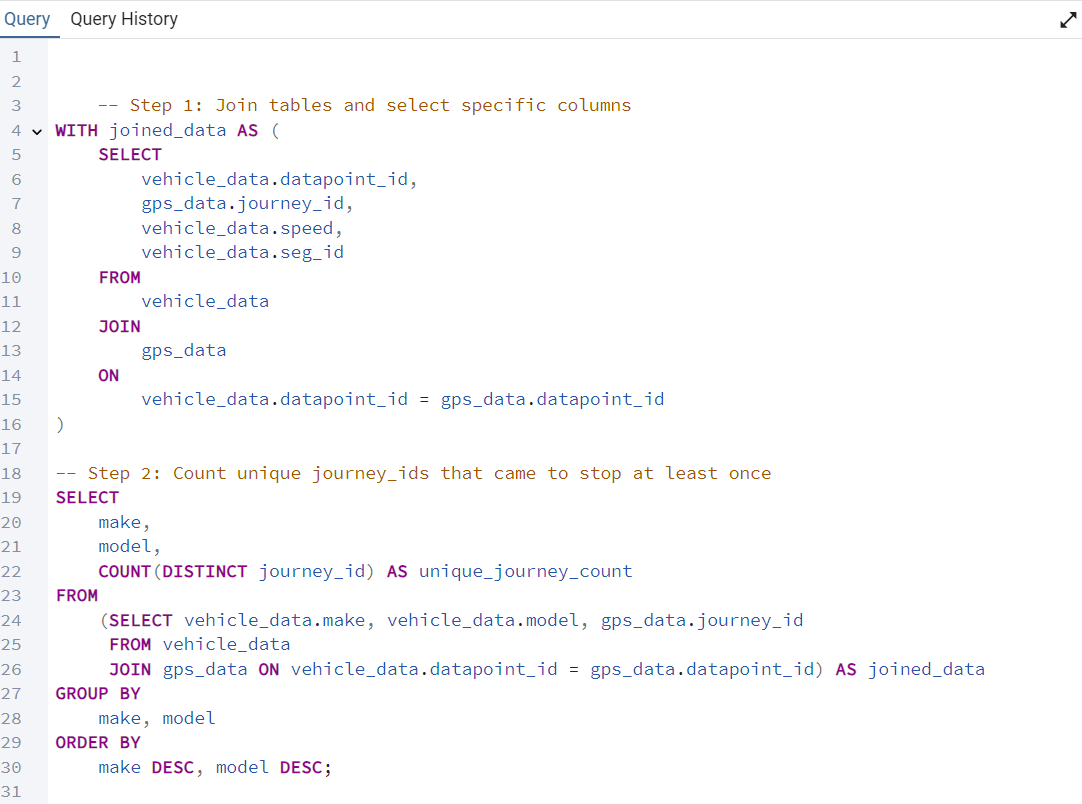 Query Query History
1
2
3 -- Step 1: Join tables and select specific columns
4 WITH joined_data AS (
5 SELECT
6 vehicle_data.datapoint_id,
7 gps_data.journey_id,
8 vehicle_data.speed,
9 vehicle_data.seg_id
10 FROM
11 vehicle_data
12 JOIN
13 gps_data
14 ON
15 vehicle_data.datapoint_id = gps_data.datapoint_id
16 )
17
18 -- Step 2: Count unique journey_ids that came to stop at least once
19 SELECT
20 make,
21 model,
22 COUNT(DISTINCT journey_id) AS unique_journey_count
23 FROM
24 (SELECT vehicle_data.make, vehicle_data.model, gps_data.journey_id
25 FROM vehicle_data
26 JOIN gps_data ON vehicle_data.datapoint_id = gps_data.datapoint_id) AS joined_data
27 GROUP BY
28 make, model
29 ORDER BY
30 make DESC, model DESC;
31